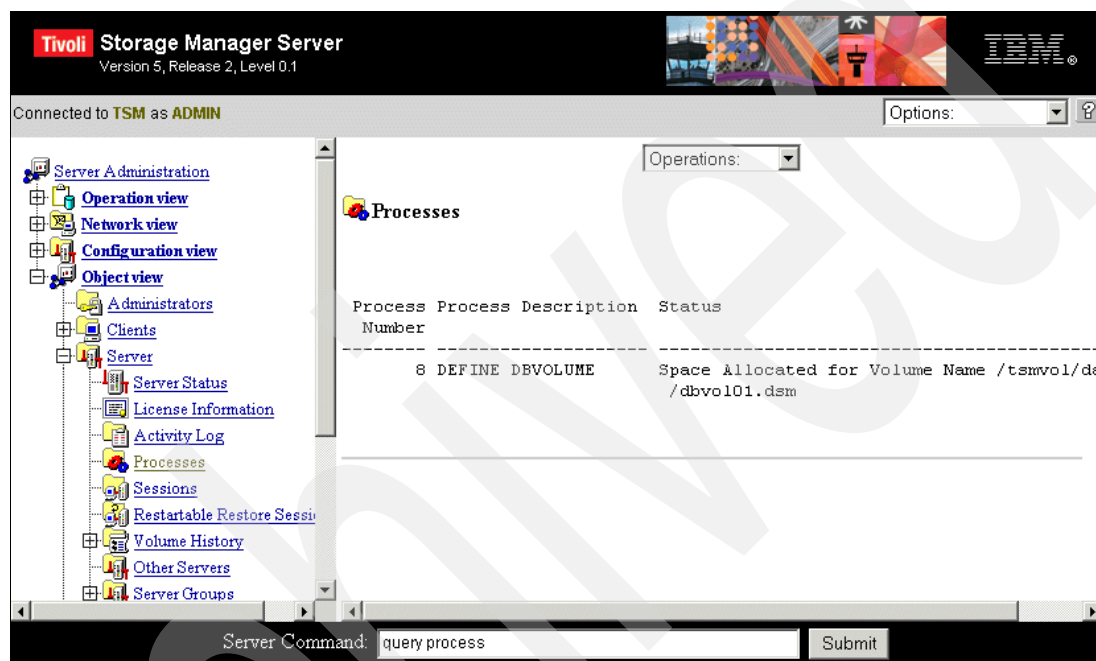 Tivoli Storage Manager Server
Version 5, Release 2, Level 0.1
IBM®
Connected to TSM as ADMIN
Options:
Operations:
Server Administration
Operation view
Network view
Configuration view
Object view
Administrators
Clients
Server
Server Status
License Information
Activity Log
Processes
Sessions
Restartable Restore Sessi
Volume History
Other Servers
Server Groups
Processes
Process Process Description Status
Number
-------- -------------------- --------------------------------
8 DEFINE DBVOLUME Space Allocated for Volume Name /tsmvol/da
/dbvol01.dsm
Server Command: query process Submit